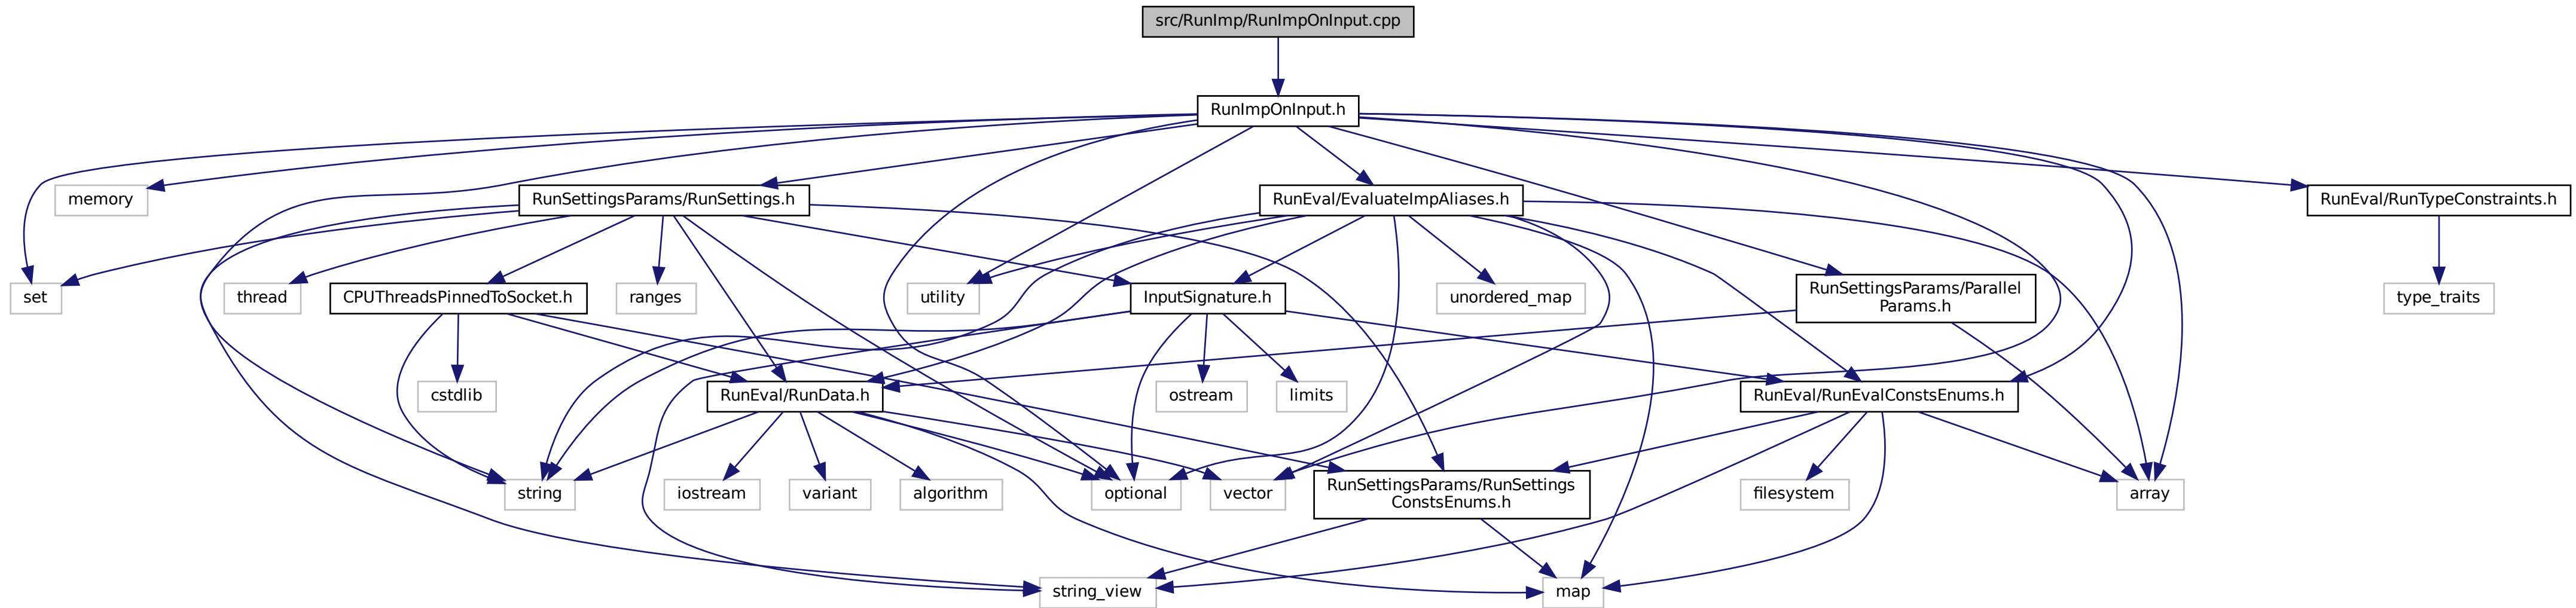 src/RunImp/RunImpOnInput.cpp
RunImpOnInput.h
memory
RunSettingsParams/RunSettings.h
RunEval/EvaluateImpAliases.h
RunEval/RunTypeConstraints.h
set
thread
CPUThreadsPinnedToSocket.h
ranges
utility
InputSignature.h
unordered_map
RunSettingsParams/Parallel
Params.h
type_traits
cstdlib
RunEval/RunData.h
ostream
limits
RunEval/RunEvalConstsEnums.h
string
iostream
variant
algorithm
optional
vector
RunSettingsParams/RunSettings
ConstsEnums.h
filesystem
array
string_view
map